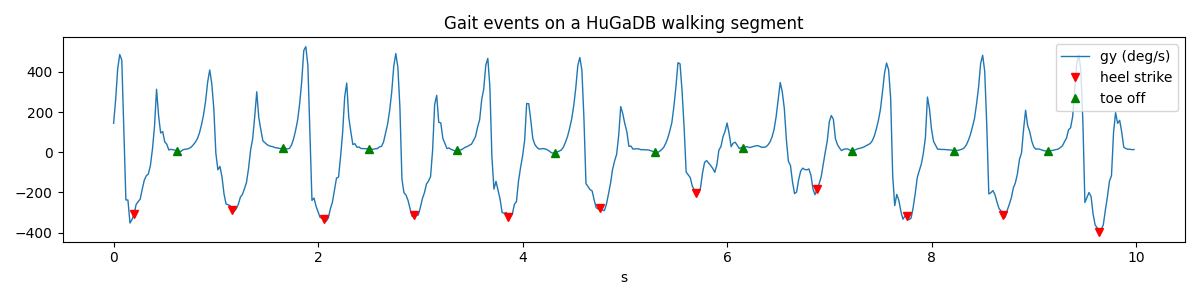 Gait events on a HuGaDB walking segment
gy (deg/s)
heel strike
toe off
400
200
0
−200
−400
0 2 4 6 8 10
s